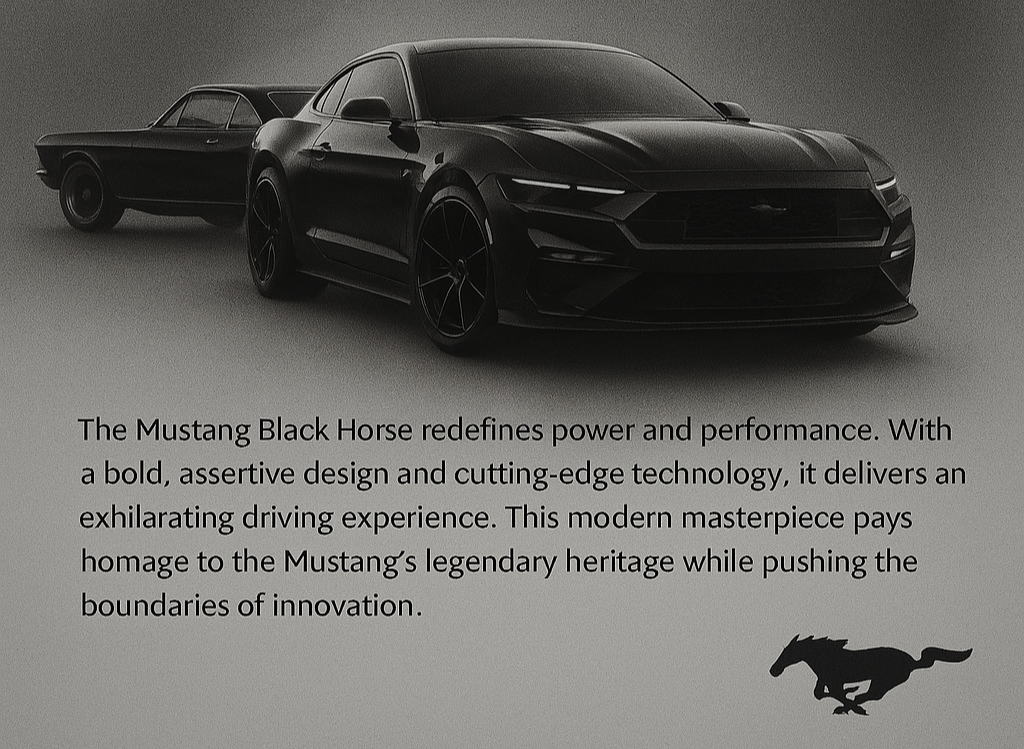 The Mustang Black Horse redefines power and performance. With
a bold, assertive design and cutting-edge technology, it delivers an
exhilarating driving experience. This modern masterpiece pays
homage to the Mustang's legendary heritage while pushing the
boundaries of innovation.